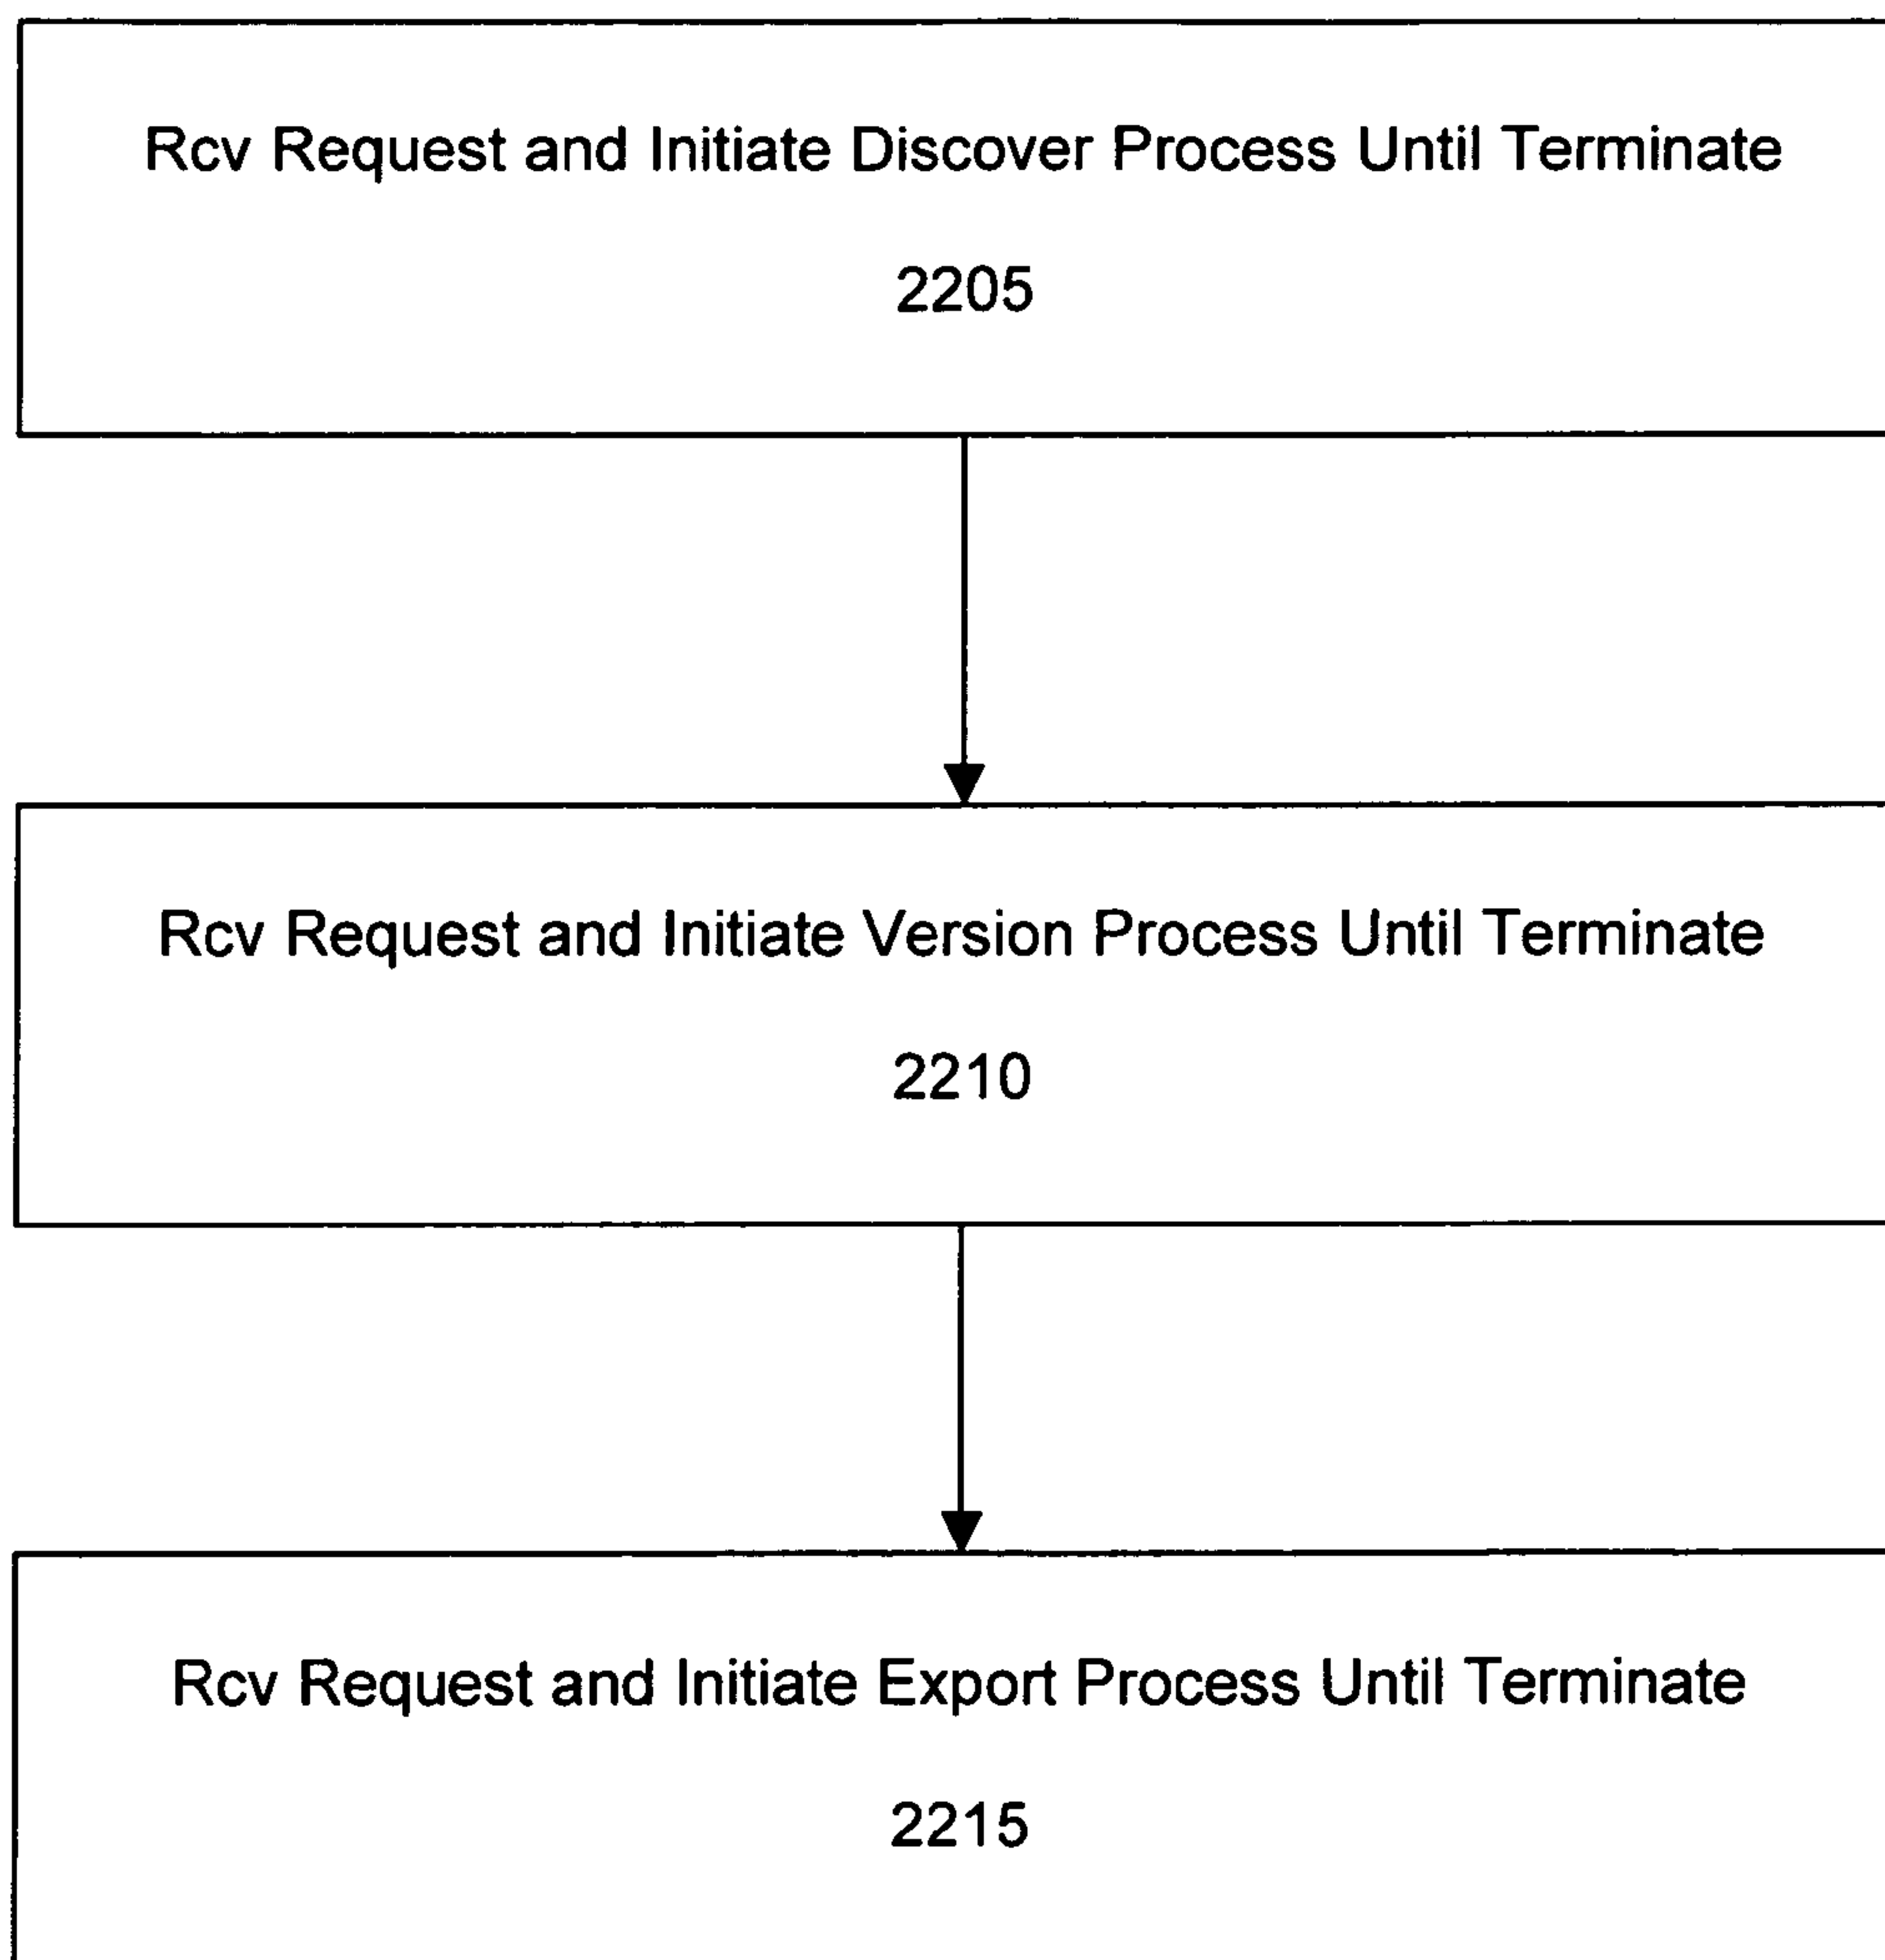 Rcv Request and Initiate Discover Process Until Terminate
2205
Rcv Request and Initiate Version Process Until Terminate
2210
Rcv Request and Initiate Export Process Until Terminate
2215